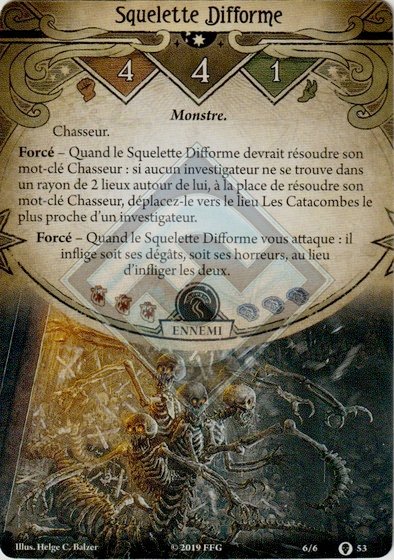 Squelette Difforme
4 4 1
Monstre.
Chasseur.
Forcé – Quand le Squelette Difforme devrait résoudre son
mot-clé Chasseur : si aucun investigateur ne se trouve dans
un rayon de 2 lieux autour de lui, à la place de résoudre son
mot-clé Chasseur, déplacez-le vers le lieu Les Catacombes le
plus proche d'un investigateur.
Forcé – Quand le Squelette Difforme vous attaque : il
inflige soit ses dégâts, soit ses horreurs, au lieu
d'infliger les deux.
ENNEMI
Illus. Helge C. Balzer © 2019 FFG 6/6 53